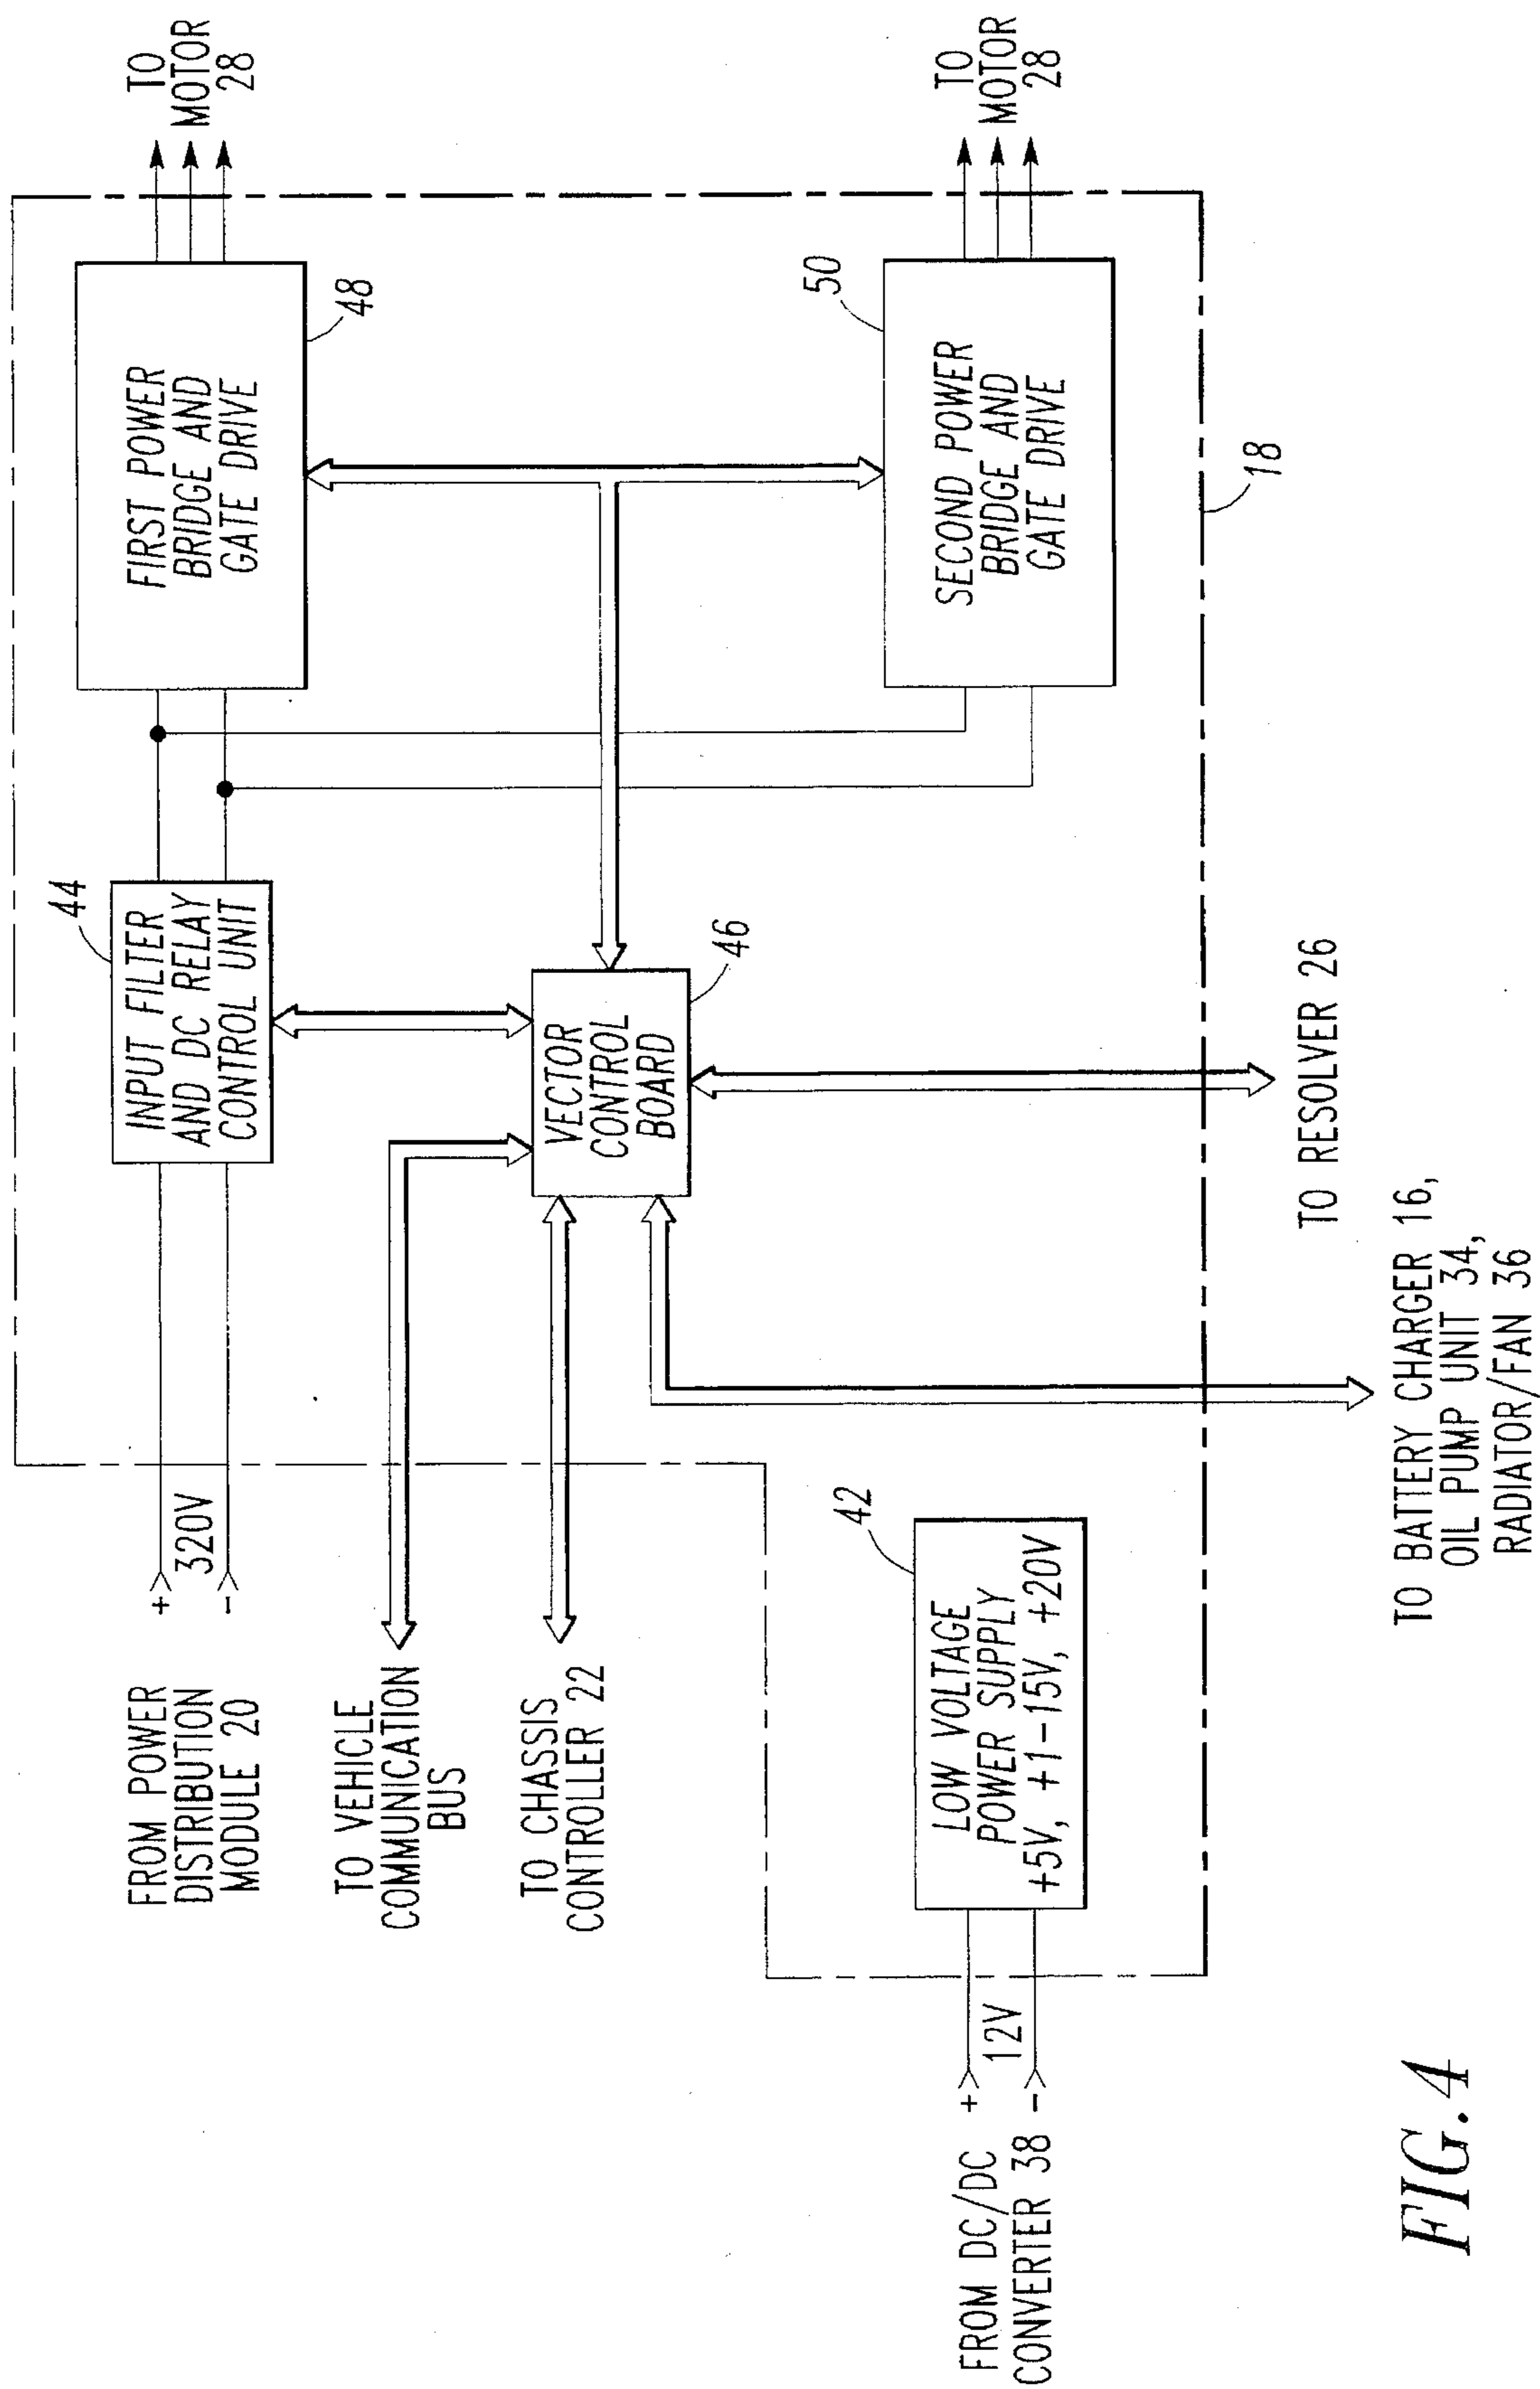 FROM POWER
DISTRIBUTION
MODULE 20
+
320V
-
44
INPUT FILTER
AND DC RELAY
CONTROL UNIT
FIRST POWER
BRIDGE AND
GATE DRIVE
48
TO
MOTOR
28
TO VEHICLE
COMMUNICATION
BUS
TO CHASSIS
CONTROLLER 22
VECTOR
CONTROL
BOARD
46
50
SECOND POWER
BRIDGE AND
GATE DRIVE
TO
MOTOR
28
42
LOW VOLTAGE
POWER SUPPLY
+5V, +1-15V, +20V
FROM DC/DC
CONVERTER 38
+
12V
-
18
TO RESOLVER 26
TO BATTERY CHARGER 16,
OIL PUMP UNIT 34,
RADIATOR/FAN 36
FIG.4